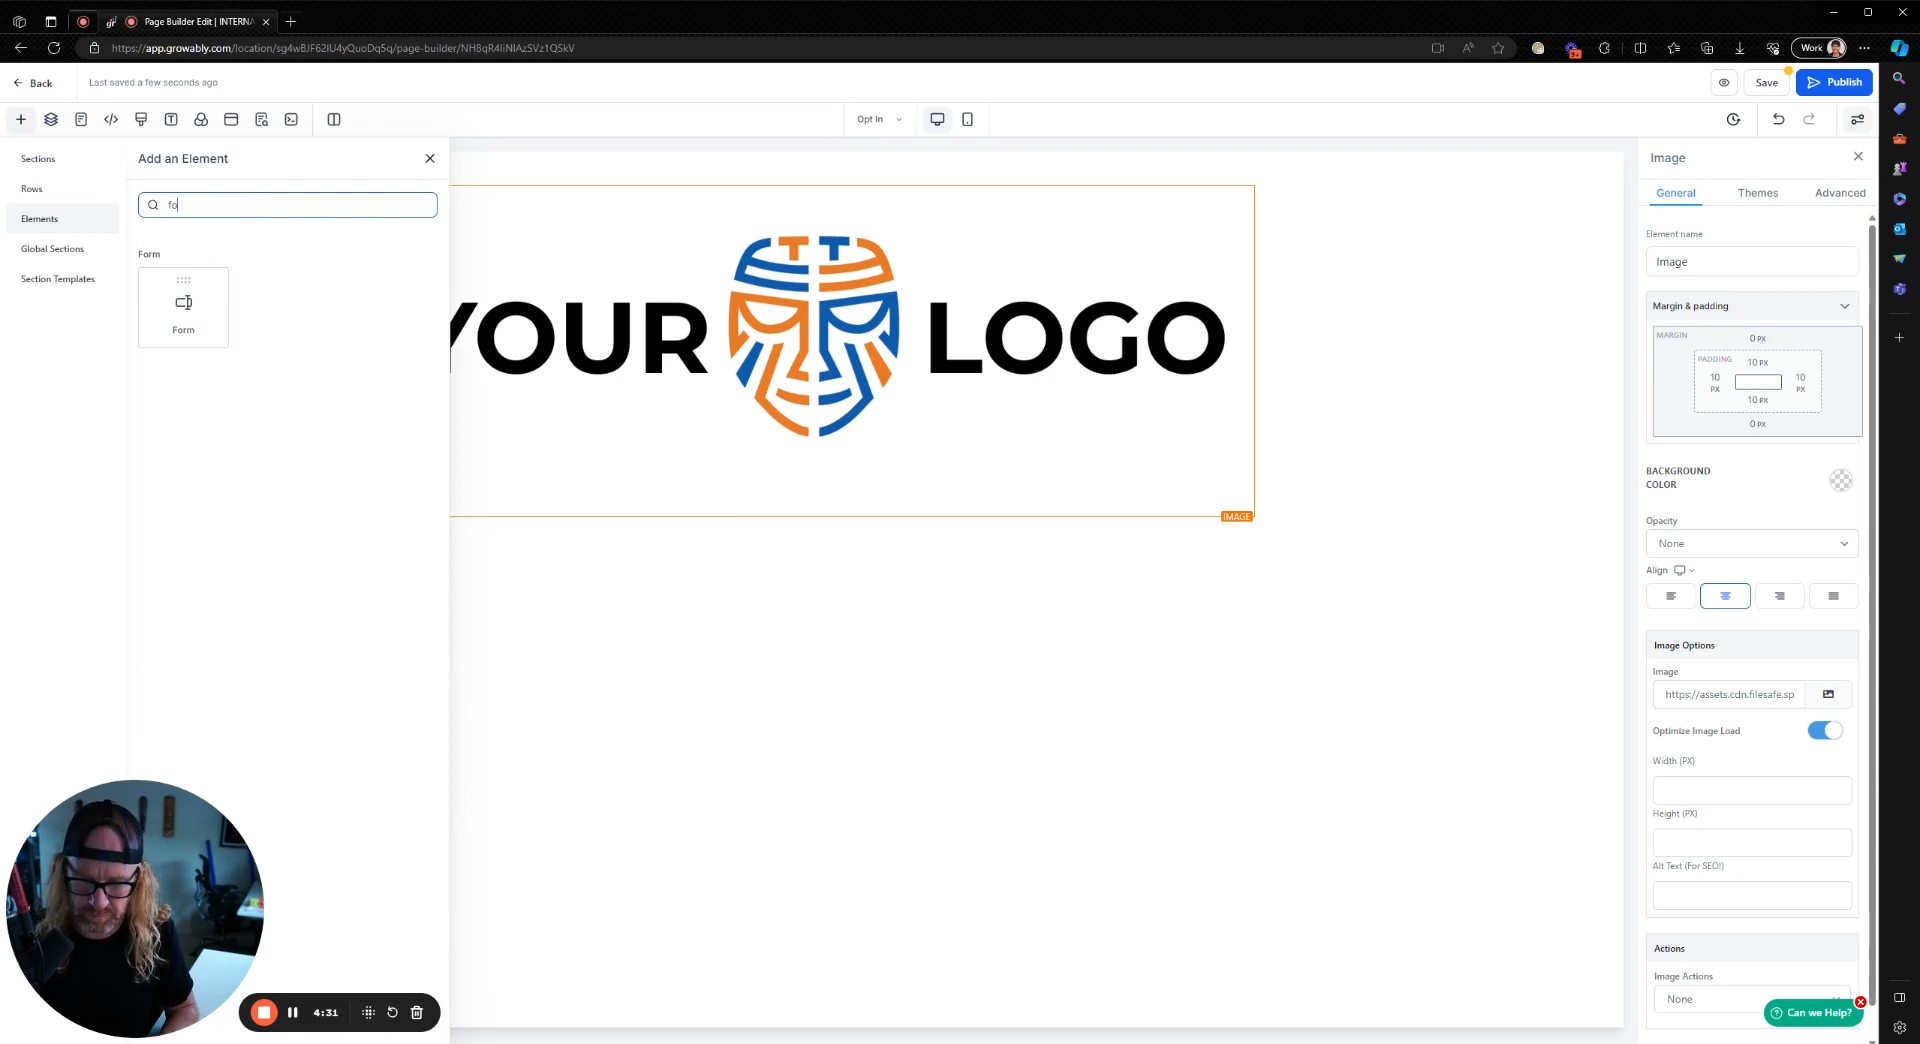 Page Builder Edit | INTERNA
https://app.growably.com/location/sg4wBJF62IU4yQuoDq5q/page-builder/NH8qR4IiNIAzSVz1QSkV
Work
9+
Back
Last saved a few seconds ago
Save
Publish
Opt In
Sections
Rows
Elements
Global Sections
Section Templates
Add an Element
fo
Form
Form
YOUR LOGO
IMAGE
Image
General
Themes
Advanced
Element name
Image
Margin & padding
MARGIN
0 PX
PADDING
10 PX
10 PX
10 PX
10 PX
0 PX
BACKGROUND
COLOR
Opacity
None
Align
Image Options
Image
https://assets.cdn.filesafe.sp
Optimize Image Load
Width (PX)
Height (PX)
Alt Text (For SEO!)
Actions
Image Actions
None
Can we Help?
4:31